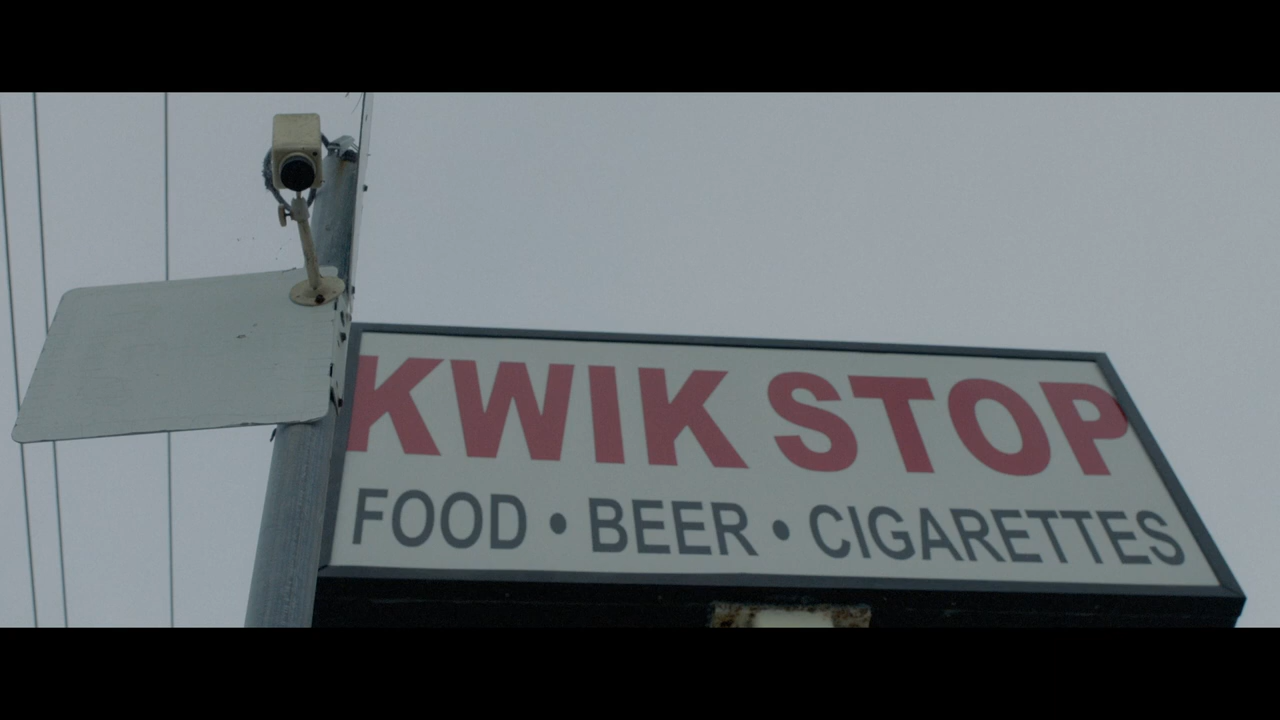 KWIK STOP
FOOD • BEER • CIGARETTES